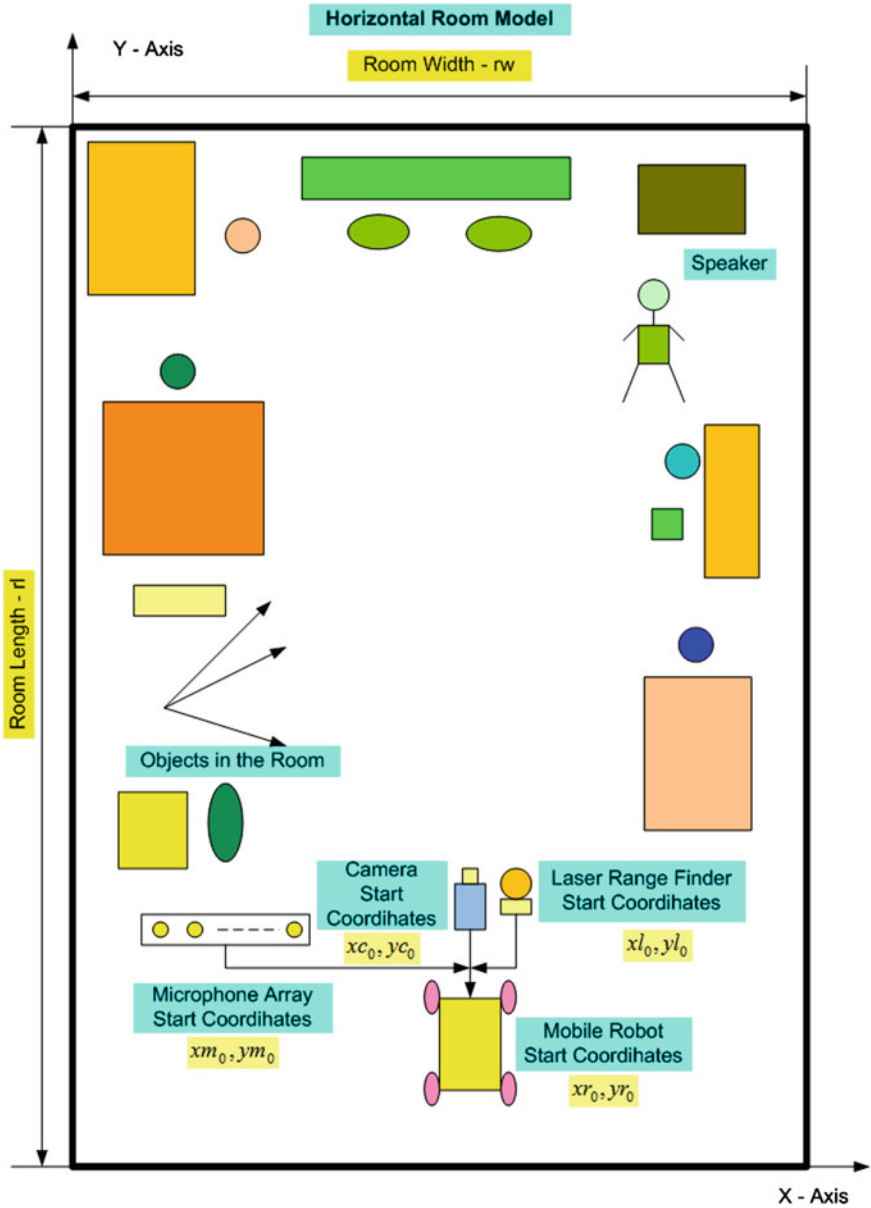 Horizontal Room Model
Y - Axis
Room Width - rw
Speaker
Room Length - rl
Objects in the Room
Camera
Start
Coordihates
xc₀, yc₀
Laser Range Finder
Start Coordihates
xl₀, yl₀
Microphone Array
Start Coordihates
xm₀, ym₀
Mobile Robot
Start Coordihates
xr₀, yr₀
X - Axis